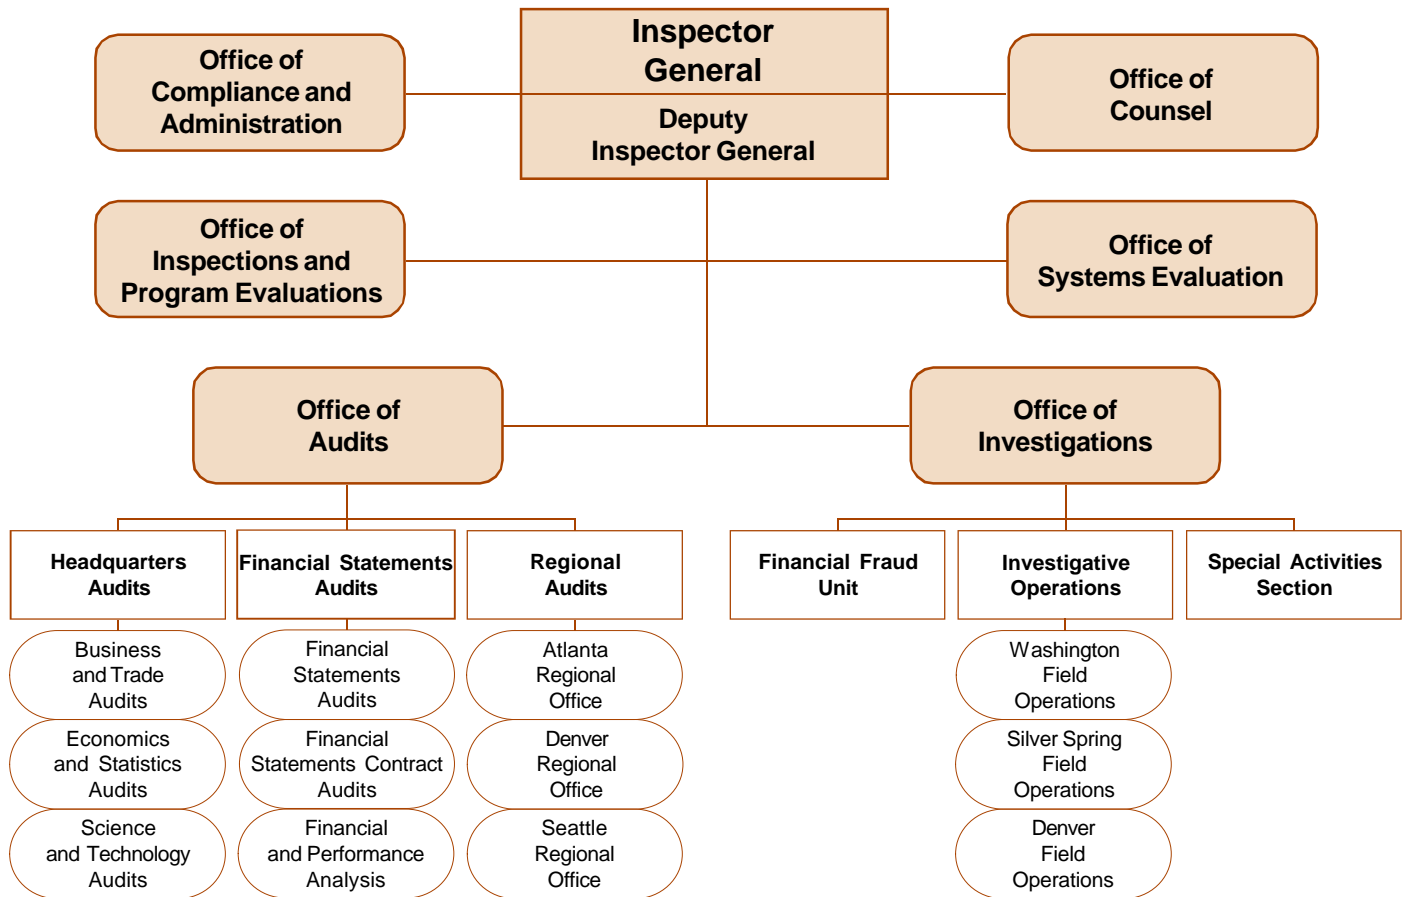 Inspector
General
Deputy
Inspector General
Office of
Compliance and
Administration
Office of
Counsel
Office of
Inspections and
Program Evaluations
Office of
Systems Evaluation
Office of
Audits
Office of
Investigations
Headquarters
Audits
Financial Statements
Audits
Regional
Audits
Financial Fraud
Unit
Investigative
Operations
Special Activities
Section
Business
and Trade
Audits
Economics
and Statistics
Audits
Science
and Technology
Audits
Financial
Statements
Audits
Financial
Statements Contract
Audits
Financial
and Performance
Analysis
Atlanta
Regional
Office
Denver
Regional
Office
Seattle
Regional
Office
Washington
Field
Operations
Silver Spring
Field
Operations
Denver
Field
Operations